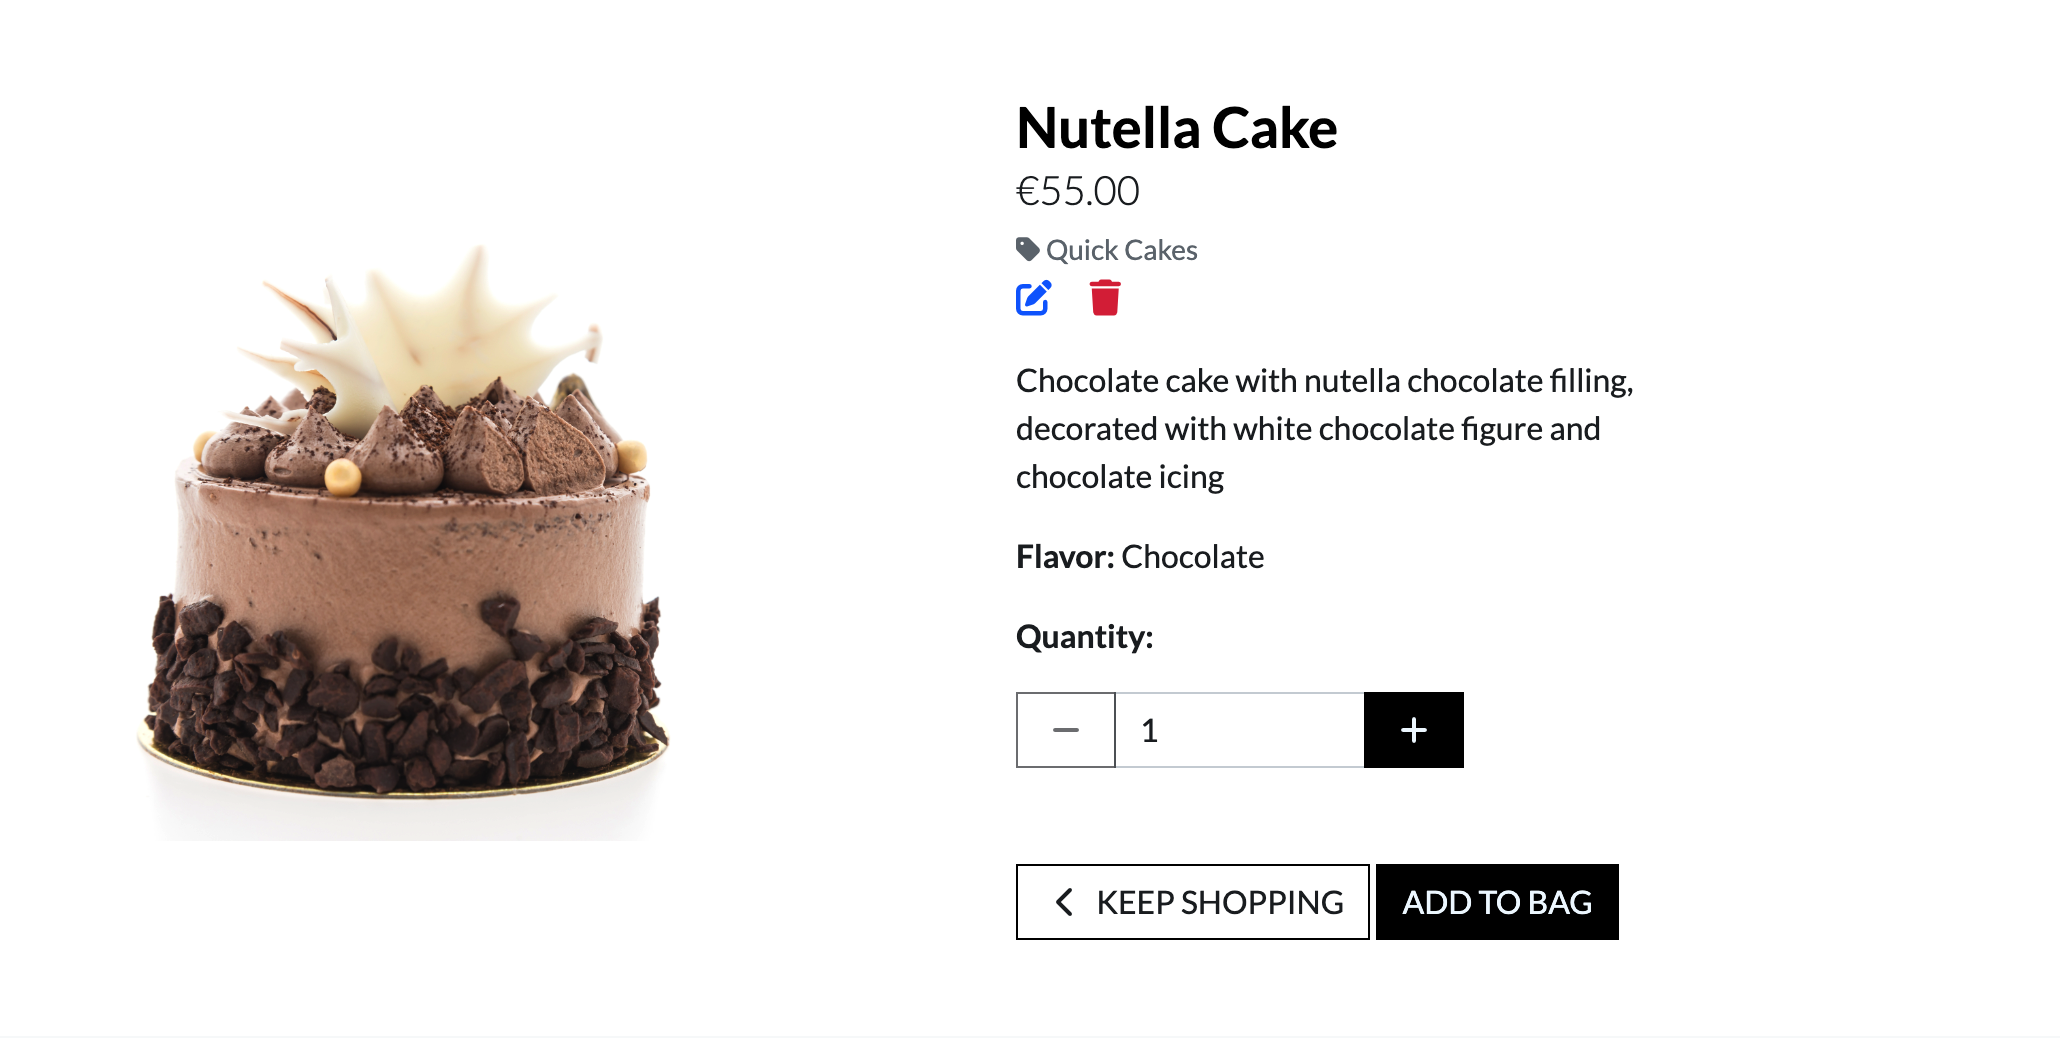 Nutella Cake
€55.00
Quick Cakes
Chocolate cake with nutella chocolate filling,
decorated with white chocolate figure and
chocolate icing
Flavor: Chocolate
Quantity:
1
KEEP SHOPPING
ADD TO BAG